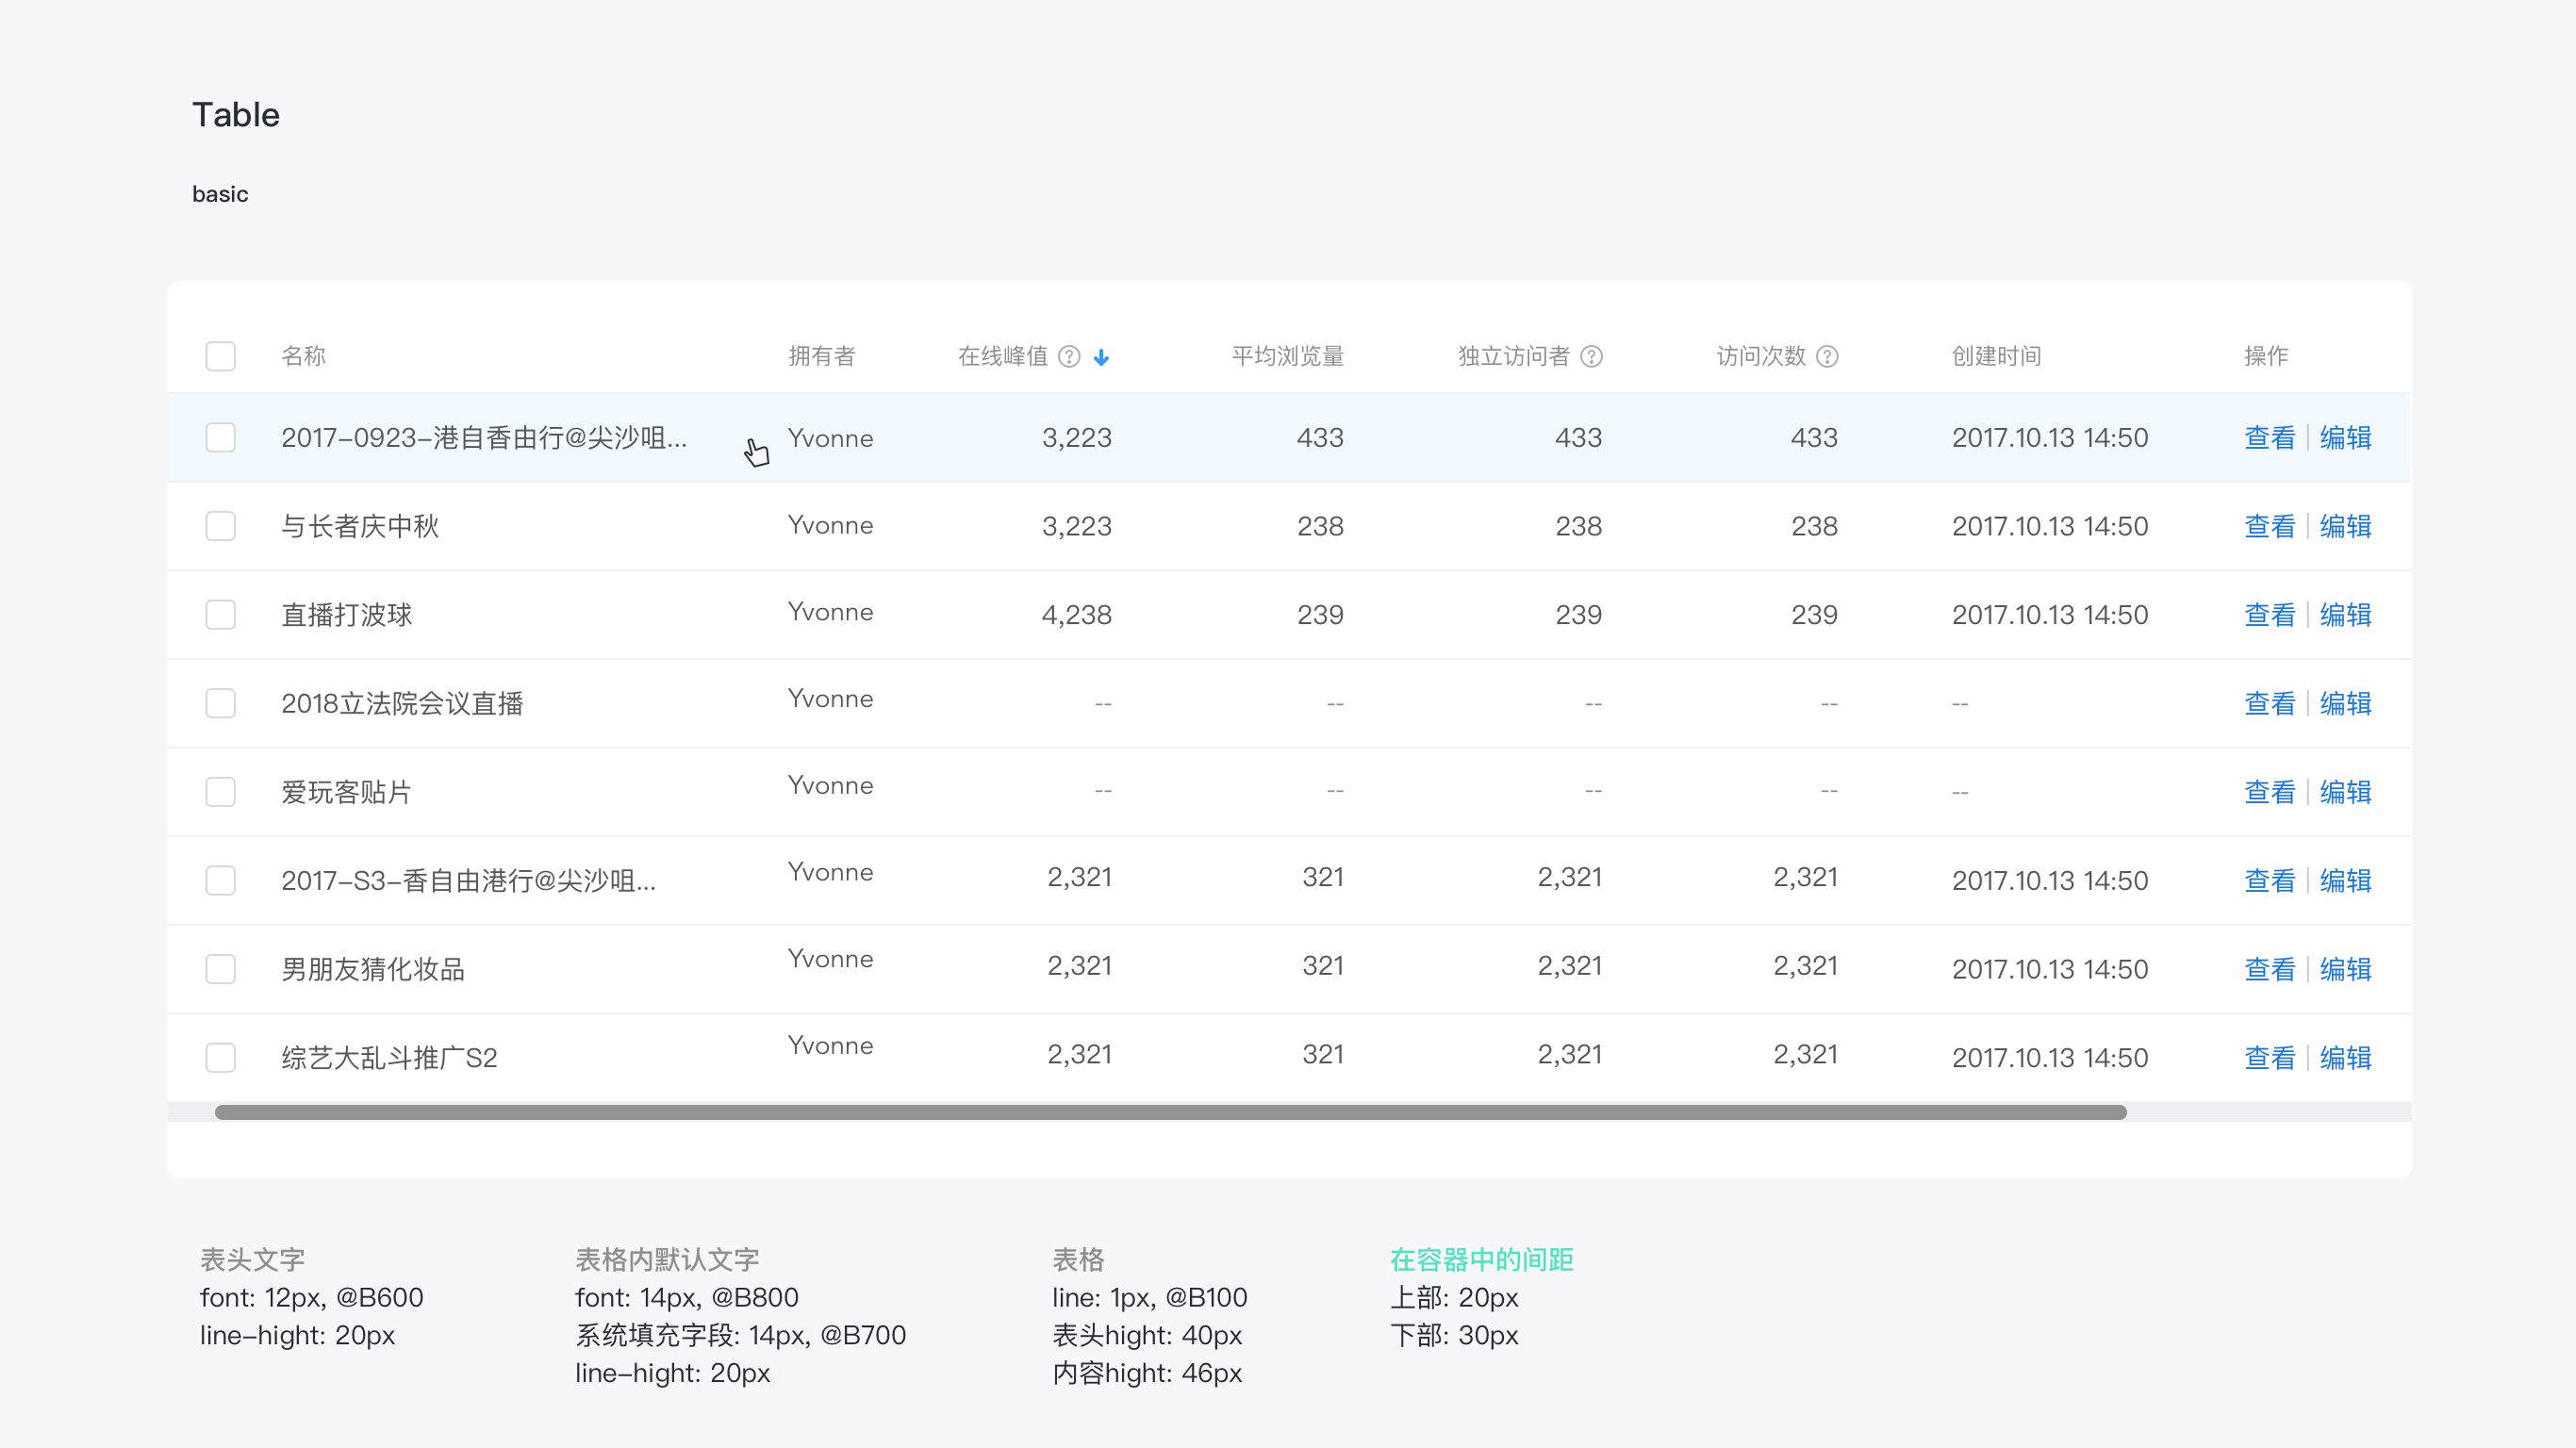 Table
basic
名称 拥有者 在线峰值 ? 平均浏览量 独立访问者 ? 访问次数 ? 创建时间 操作
2017-0923-港自香由行@尖沙咀... Yvonne 3,223 433 433 433 2017.10.13 14:50 查看 | 编辑
与长者庆中秋 Yvonne 3,223 238 238 238 2017.10.13 14:50 查看 | 编辑
直播打波球 Yvonne 4,238 239 239 239 2017.10.13 14:50 查看 | 编辑
2018立法院会议直播 Yvonne -- -- -- -- -- 查看 | 编辑
爱玩客贴片 Yvonne -- -- -- -- -- 查看 | 编辑
2017-S3-香自由港行@尖沙咀... Yvonne 2,321 321 2,321 2,321 2017.10.13 14:50 查看 | 编辑
男朋友猜化妆品 Yvonne 2,321 321 2,321 2,321 2017.10.13 14:50 查看 | 编辑
综艺大乱斗推广S2 Yvonne 2,321 321 2,321 2,321 2017.10.13 14:50 查看 | 编辑
表头文字
font: 12px, @B600
line-hight: 20px
表格内默认文字
font: 14px, @B800
系统填充字段: 14px, @B700
line-hight: 20px
表格
line: 1px, @B100
表头hight: 40px
内容hight: 46px
在容器中的间距
上部: 20px
下部: 30px